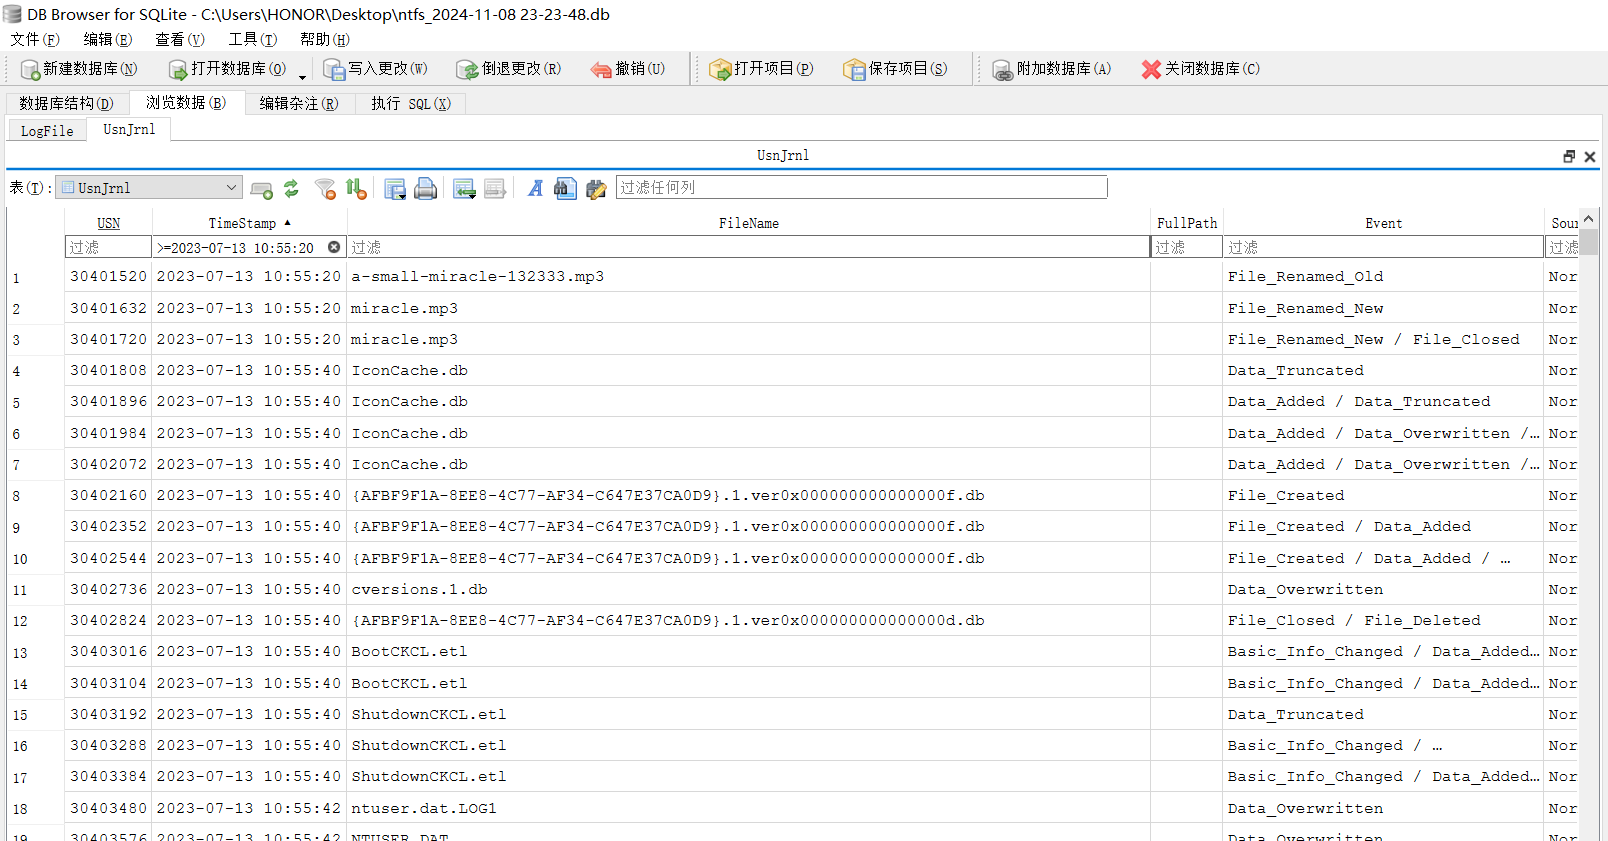 DB Browser for SQLite - C:\Users\HONOR\Desktop\ntfs_2024-11-08 23-23-48.db
文件(F) 编辑(E) 查看(V) 工具(T) 帮助(H)
新建数据库(N) 打开数据库(O) 写入更改(W) 倒退更改(R) 撤销(U) 打开项目(P) 保存项目(S) 附加数据库(A) 关闭数据库(C)
数据库结构(D) 浏览数据(B) 编辑杂注(R) 执行 SQL(X)
LogFile UsnJrnl
UsnJrnl
表(T): UsnJrnl 过滤任何列
USN TimeStamp FileName FullPath Event Sour
过滤 >=2023-07-13 10:55:20 过滤 过滤 过滤 过滤
1 30401520 2023-07-13 10:55:20 a-small-miracle-132333.mp3 File_Renamed_Old Nor
2 30401632 2023-07-13 10:55:20 miracle.mp3 File_Renamed_New Nor
3 30401720 2023-07-13 10:55:20 miracle.mp3 File_Renamed_New / File_Closed Nor
4 30401808 2023-07-13 10:55:40 IconCache.db Data_Truncated Nor
5 30401896 2023-07-13 10:55:40 IconCache.db Data_Added / Data_Truncated Nor
6 30401984 2023-07-13 10:55:40 IconCache.db Data_Added / Data_Overwritten /… Nor
7 30402072 2023-07-13 10:55:40 IconCache.db Data_Added / Data_Overwritten /… Nor
8 30402160 2023-07-13 10:55:40 {AFBF9F1A-8EE8-4C77-AF34-C647E37CA0D9}.1.ver0x000000000000000f.db File_Created Nor
9 30402352 2023-07-13 10:55:40 {AFBF9F1A-8EE8-4C77-AF34-C647E37CA0D9}.1.ver0x000000000000000f.db File_Created / Data_Added Nor
10 30402544 2023-07-13 10:55:40 {AFBF9F1A-8EE8-4C77-AF34-C647E37CA0D9}.1.ver0x000000000000000f.db File_Created / Data_Added / … Nor
11 30402736 2023-07-13 10:55:40 cversions.1.db Data_Overwritten Nor
12 30402824 2023-07-13 10:55:40 {AFBF9F1A-8EE8-4C77-AF34-C647E37CA0D9}.1.ver0x000000000000000d.db File_Closed / File_Deleted Nor
13 30403016 2023-07-13 10:55:40 BootCKCL.etl Basic_Info_Changed / Data_Added… Nor
14 30403104 2023-07-13 10:55:40 BootCKCL.etl Basic_Info_Changed / Data_Added… Nor
15 30403192 2023-07-13 10:55:40 ShutdownCKCL.etl Data_Truncated Nor
16 30403288 2023-07-13 10:55:40 ShutdownCKCL.etl Basic_Info_Changed / … Nor
17 30403384 2023-07-13 10:55:40 ShutdownCKCL.etl Basic_Info_Changed / Data_Added… Nor
18 30403480 2023-07-13 10:55:42 ntuser.dat.LOG1 Data_Overwritten Nor
19 30403576 2023-07-13 10:55:42 NTUSER.DAT Data_Overwritten Nor